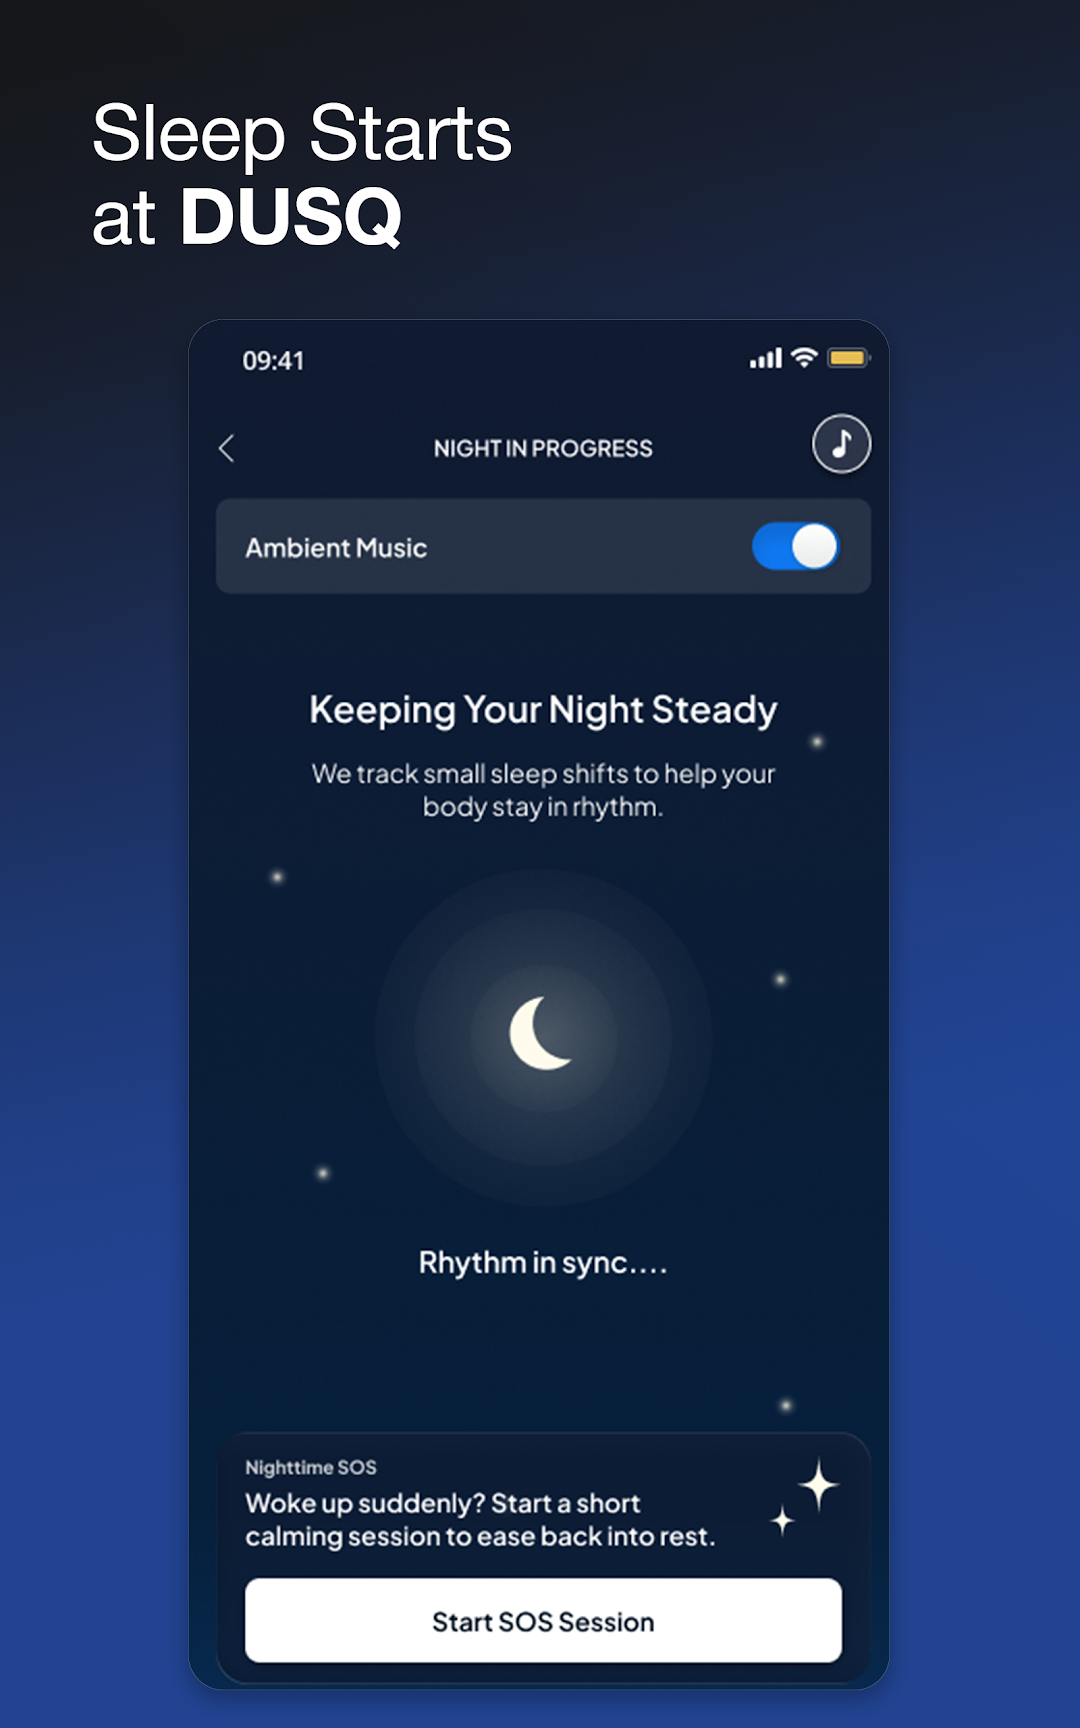 Sleep Starts
at DUSQ
09:41
NIGHT IN PROGRESS
Ambient Music
Keeping Your Night Steady
We track small sleep shifts to help your
body stay in rhythm.
Rhythm in sync....
Nighttime SOS
Woke up suddenly? Start a short
calming session to ease back into rest.
Start SOS Session